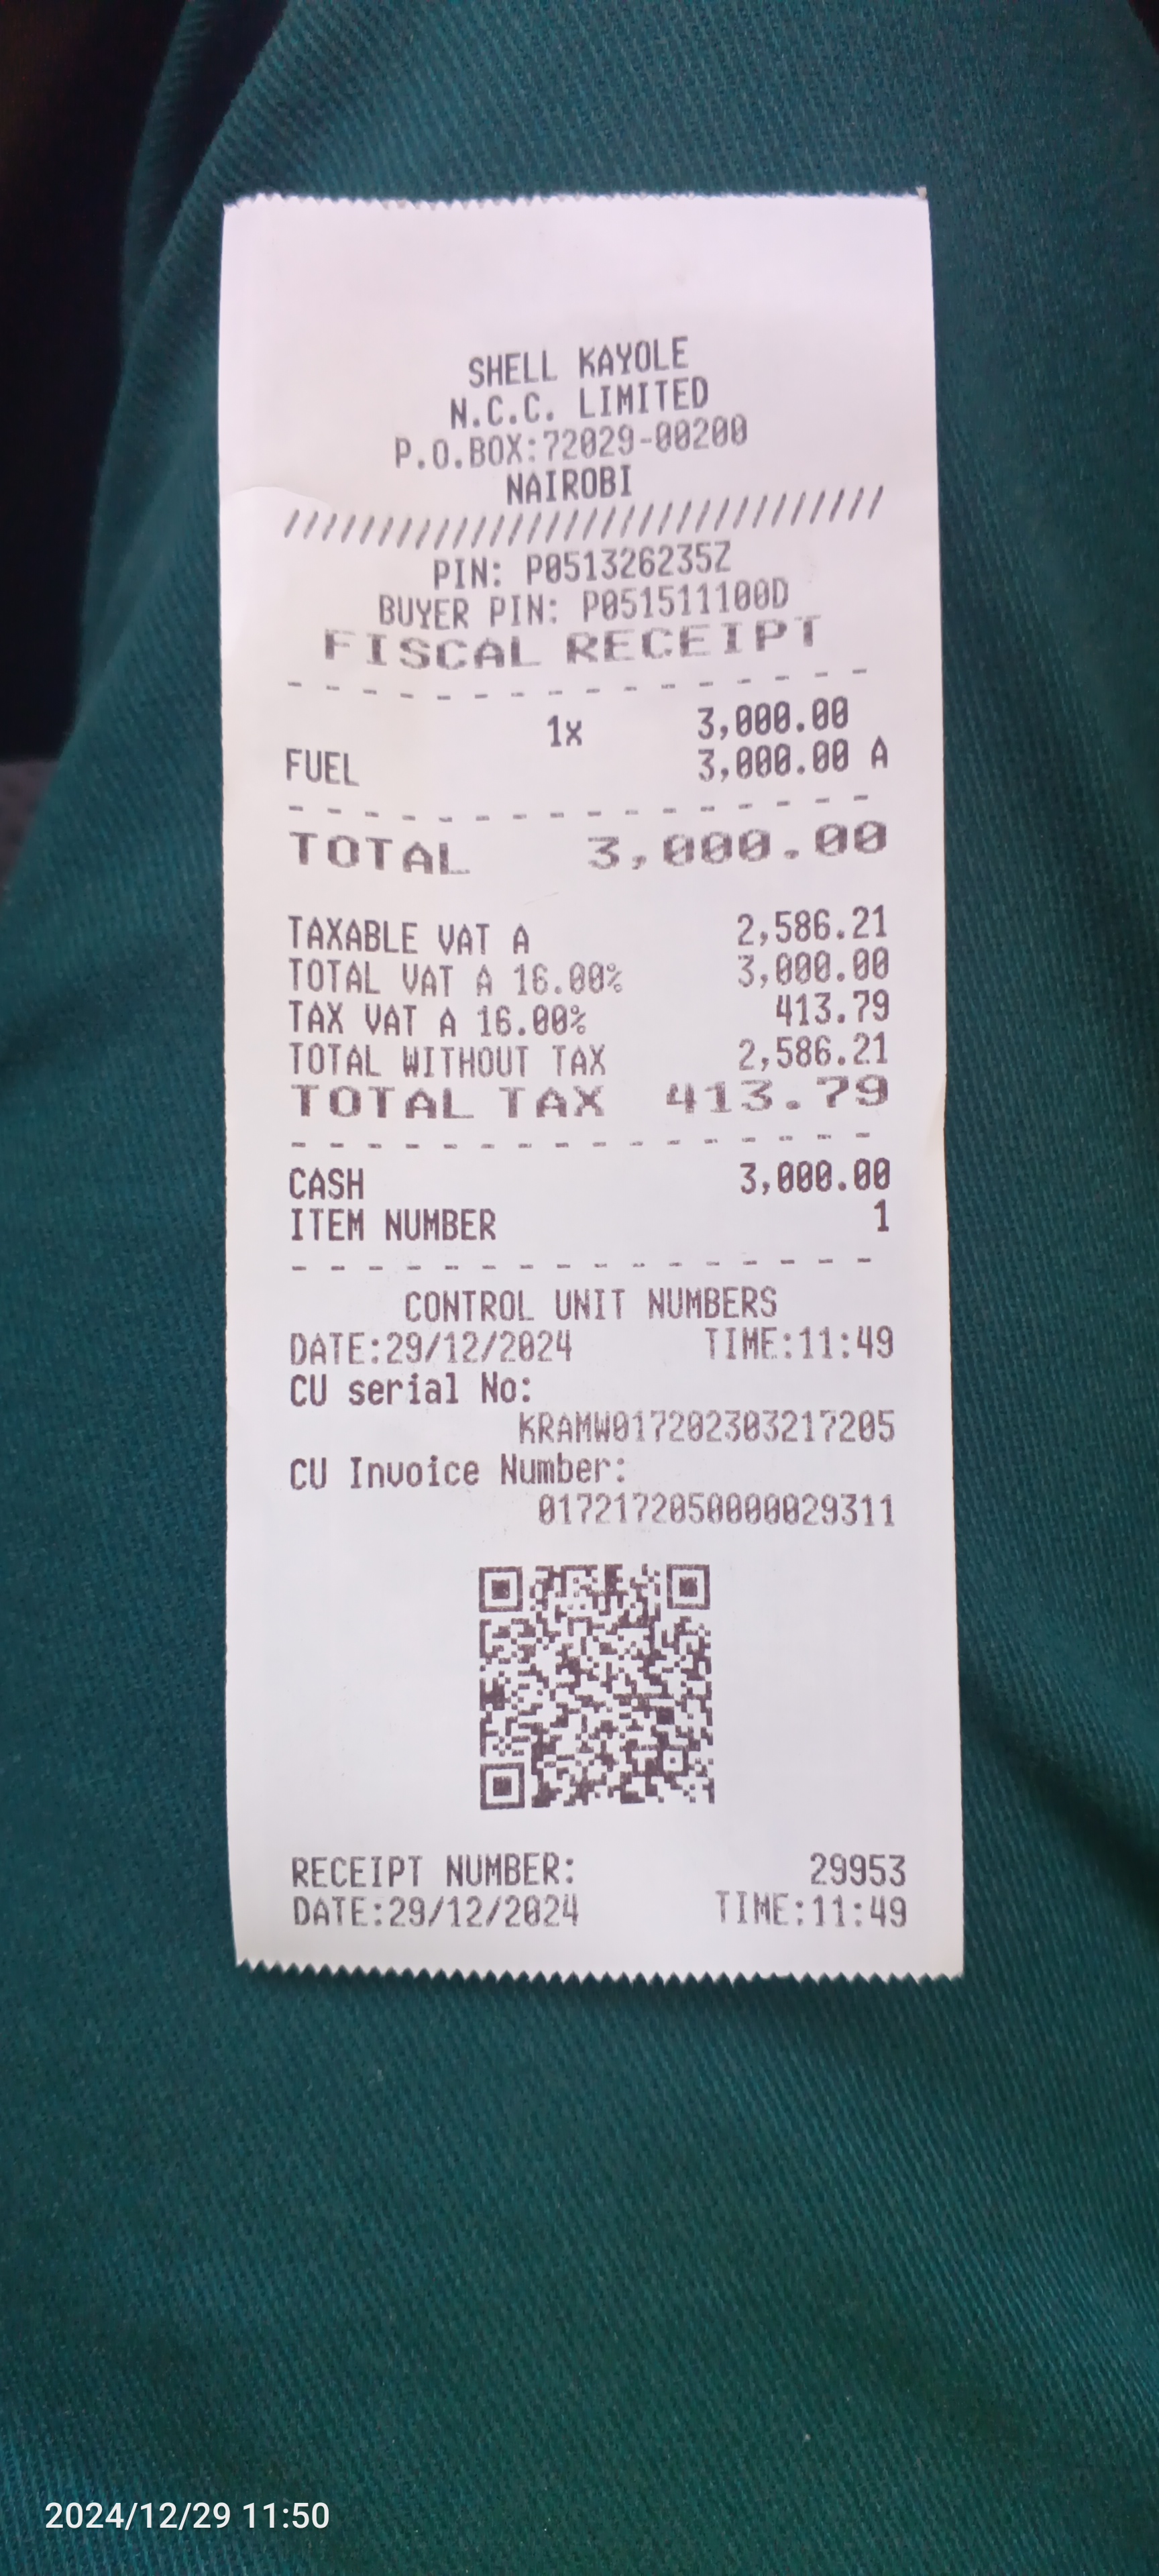 SHELL KAYOLE
N.C.C. LIMITED
P.O.BOX:72029-00200
NAIROBI
////////////////////////////////
PIN: P051326235Z
BUYER PIN: P051511100D
FISCAL RECEIPT
- - - - - - - - - - - - - - - -
1x 3,000.00
FUEL 3,000.00 A
- - - - - - - - - - - - - - - -
TOTAL 3,000.00
TAXABLE VAT A 2,586.21
TOTAL VAT A 16.00% 3,000.00
TAX VAT A 16.00% 413.79
TOTAL WITHOUT TAX 2,586.21
TOTAL TAX 413.79
- - - - - - - - - - - - - - - -
CASH 3,000.00
ITEM NUMBER 1
- - - - - - - - - - - - - - - -
CONTROL UNIT NUMBERS
DATE:29/12/2024 TIME:11:49
CU serial No:
KRAMW017202303217205
CU Invoice Number:
0172172050000029311
RECEIPT NUMBER: 29953
DATE:29/12/2024 TIME:11:49
2024/12/29 11:50